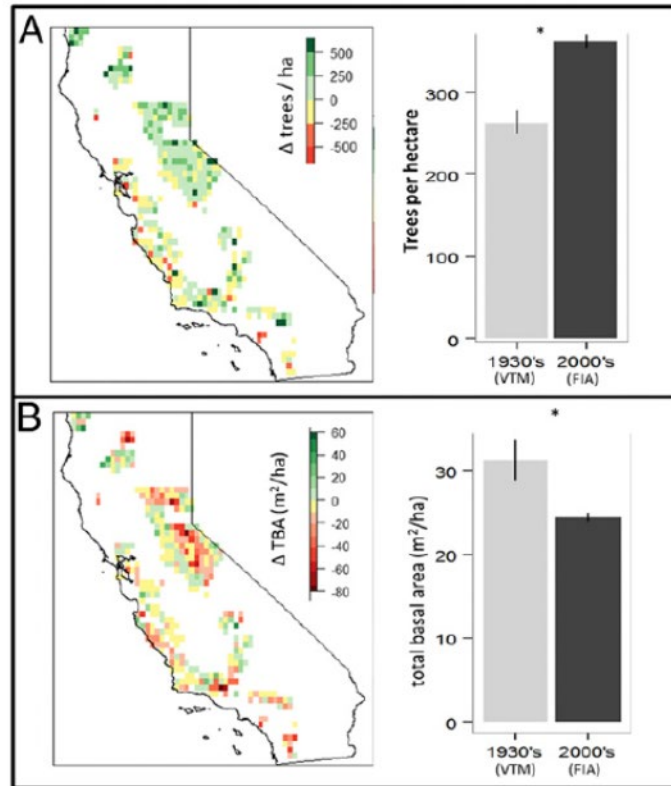 A
Δ trees / ha
500
250
0
-250
-500
*
Trees per hectare
300
200
100
0
1930's
(VTM)
2000's
(FIA)
B
Δ TBA (m²/ha)
60
40
20
0
-20
-40
-60
-80
*
total basal area (m²/ha)
30
20
10
0
1930's
(VTM)
2000's
(FIA)